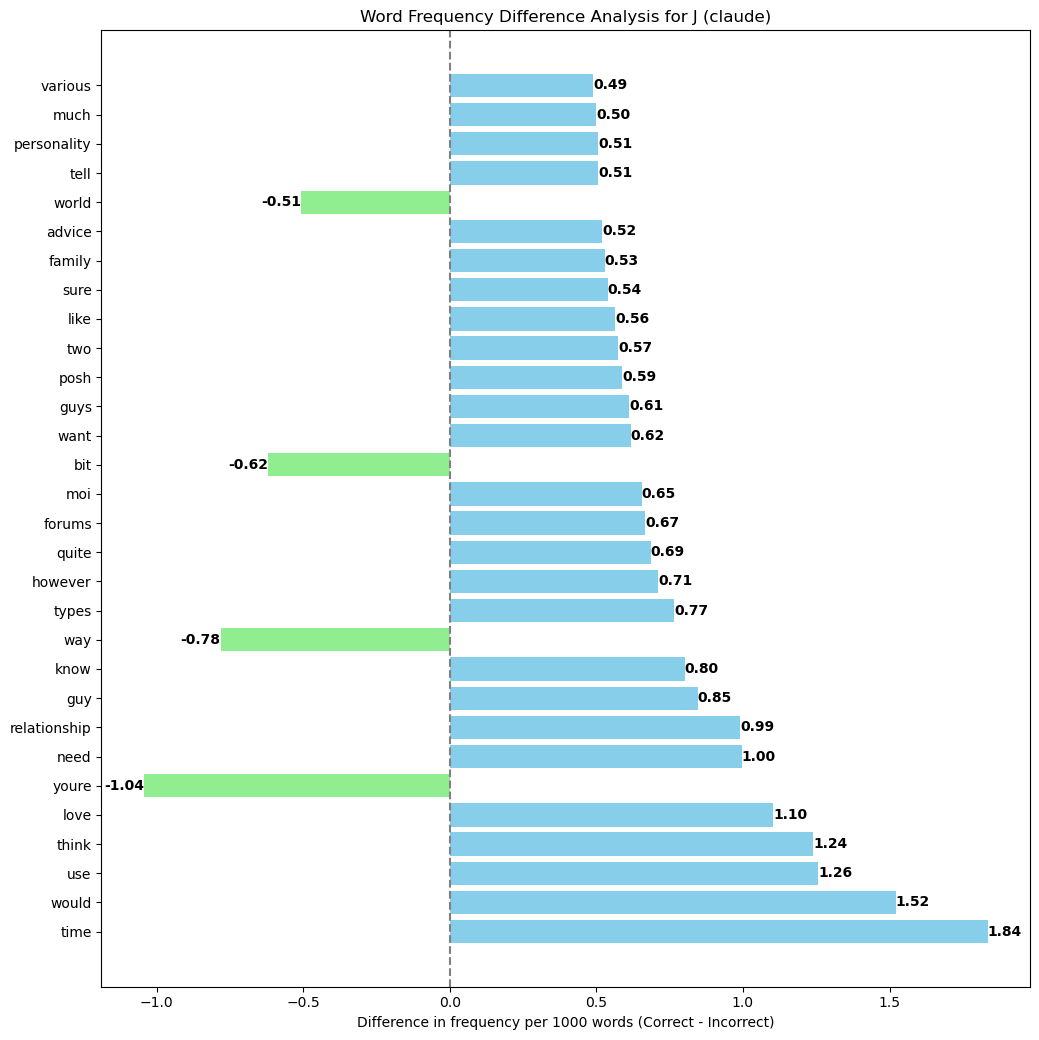 Word Frequency Difference Analysis for J (claude)
various 0.49
much 0.50
personality 0.51
tell 0.51
world -0.51
advice 0.52
family 0.53
sure 0.54
like 0.56
two 0.57
posh 0.59
guys 0.61
want 0.62
bit -0.62
moi 0.65
forums 0.67
quite 0.69
however 0.71
types 0.77
way -0.78
know 0.80
guy 0.85
relationship 0.99
need 1.00
youre -1.04
love 1.10
think 1.24
use 1.26
would 1.52
time 1.84
−1.0 −0.5 0.0 0.5 1.0 1.5
Difference in frequency per 1000 words (Correct - Incorrect)